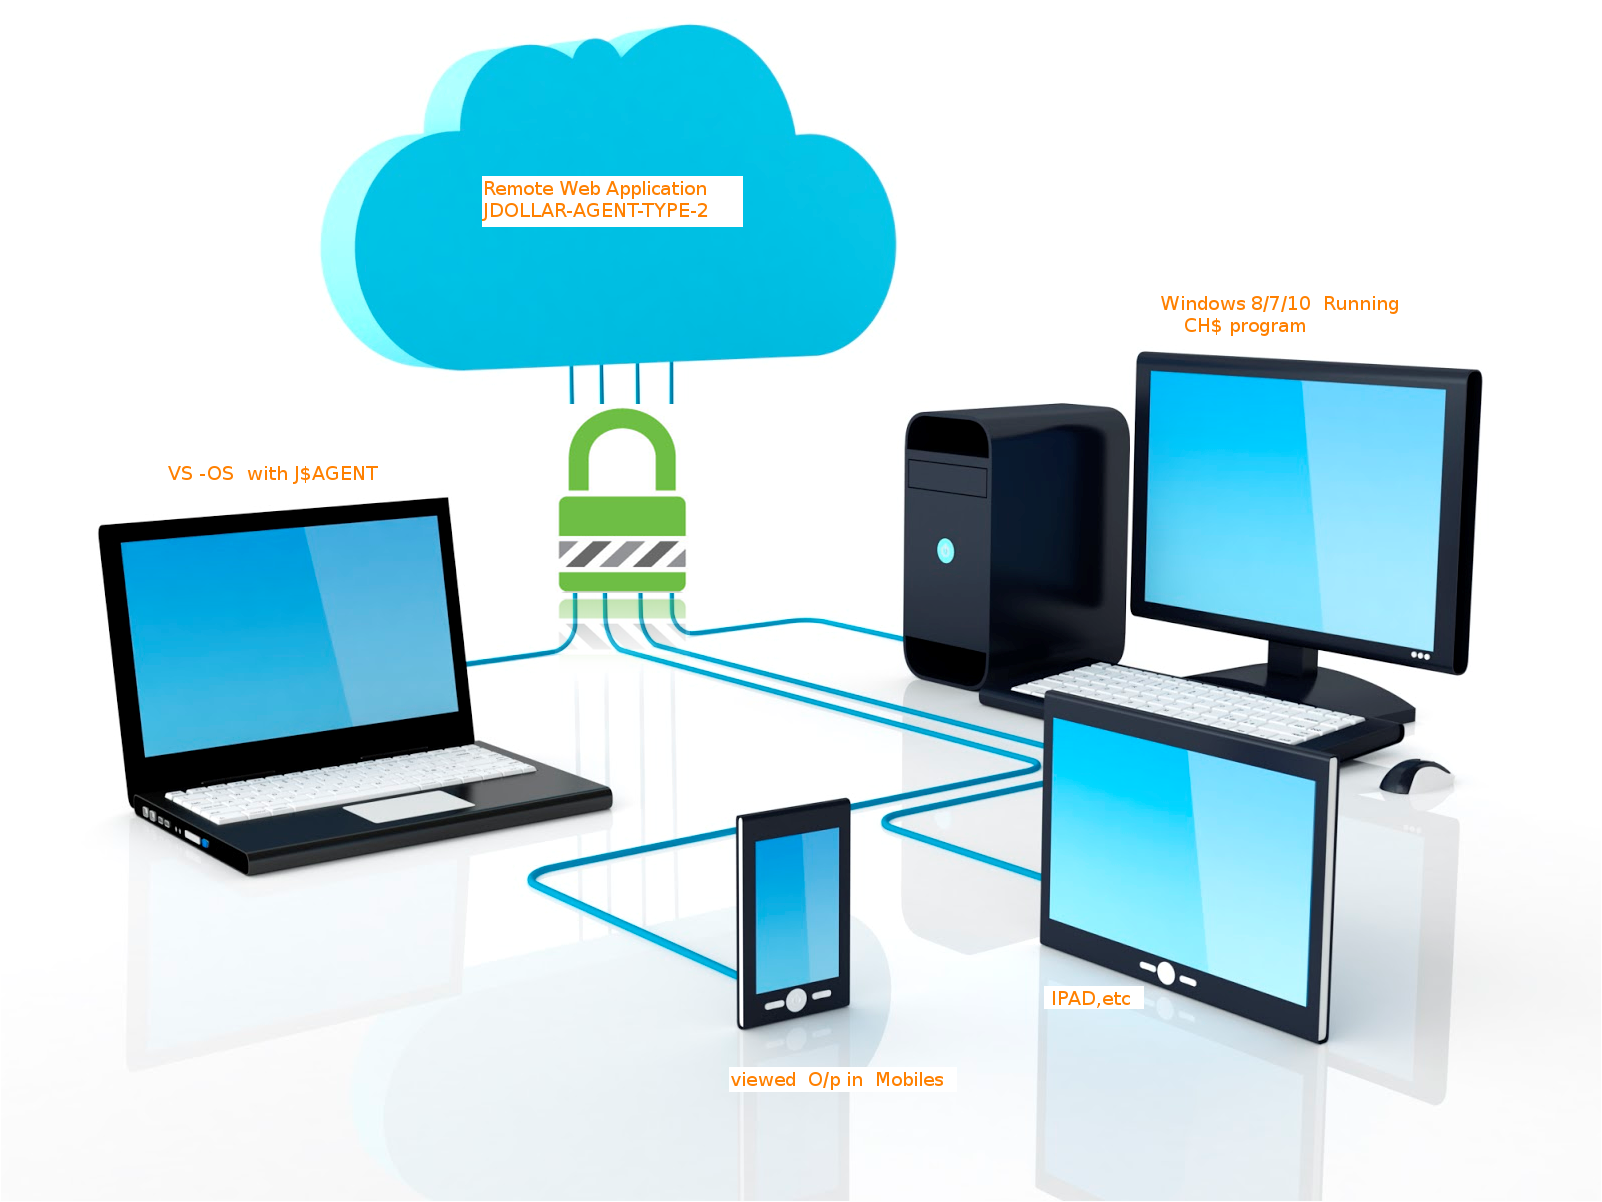 Remote Web Application
JDOLLAR-AGENT-TYPE-2
Windows 8/7/10  Running
CH$ program
VS -OS  with J$AGENT
IPAD,etc
viewed  O/p in  Mobiles